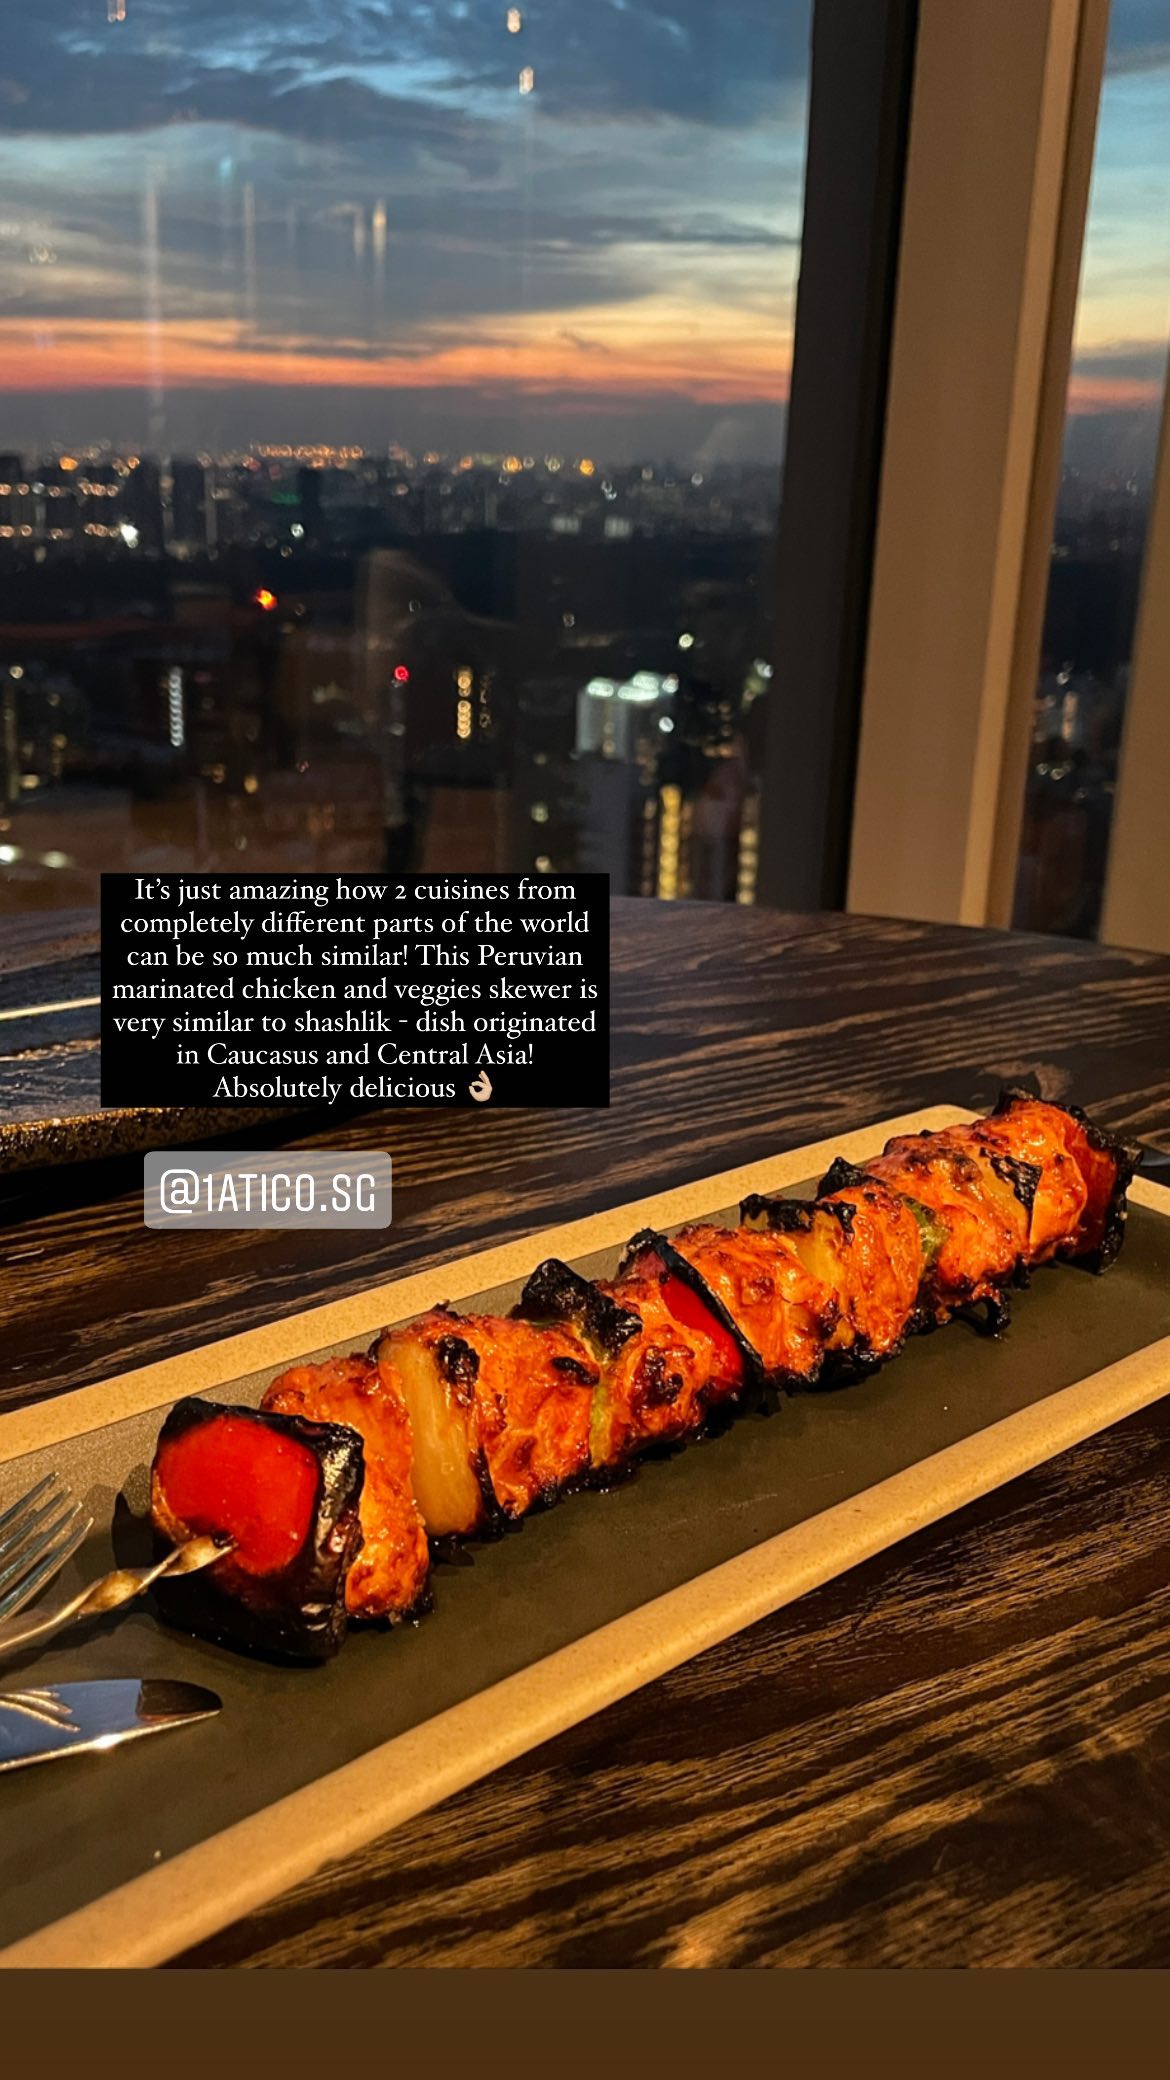 It’s just amazing how 2 cuisines from
completely different parts of the world
can be so much similar! This Peruvian
marinated chicken and veggies skewer is
very similar to shashlik - dish originated
in Caucasus and Central Asia!
Absolutely delicious 👌🏼
@1ATICO.SG